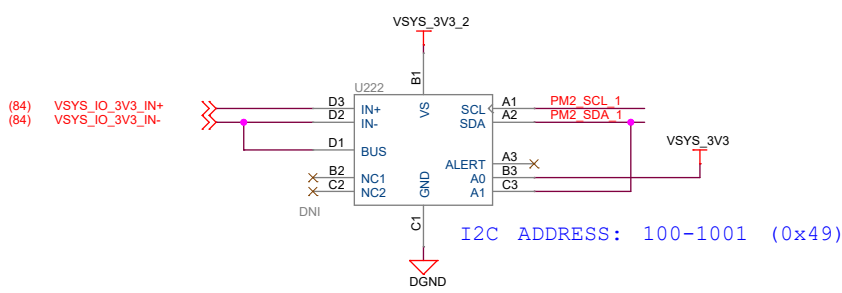 VSYS_3V3_2
B1
U222
(84) VSYS_IO_3V3_IN+ D3 IN+ VS SCL A1 PM2_SCL_1
(84) VSYS_IO_3V3_IN- D2 IN- SDA A2 PM2_SDA_1
D1 BUS
VSYS_3V3
ALERT A3
B2 NC1 A0 B3
C2 NC2 GND A1 C3
DNI
C1
I2C ADDRESS: 100-1001 (0x49)
DGND